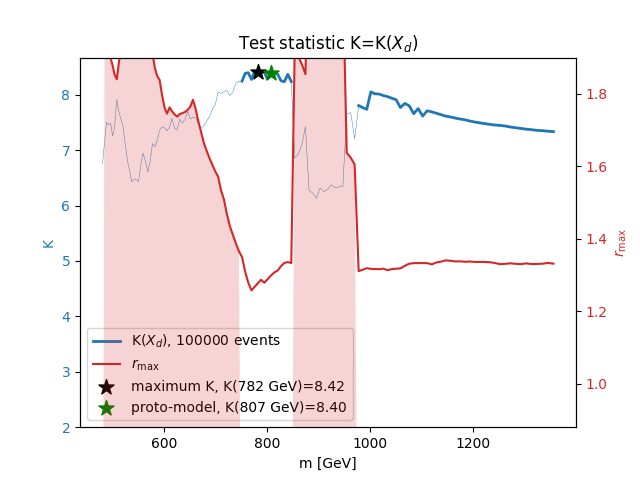 Test statistic K=K(X_d)
8
7
6
5
4
3
2
K
1.8
1.6
1.4
1.2
1.0
r_max
K(X_d), 100000 events
r_max
maximum K, K(782 GeV)=8.42
proto-model, K(807 GeV)=8.40
600 800 1000 1200
m [GeV]